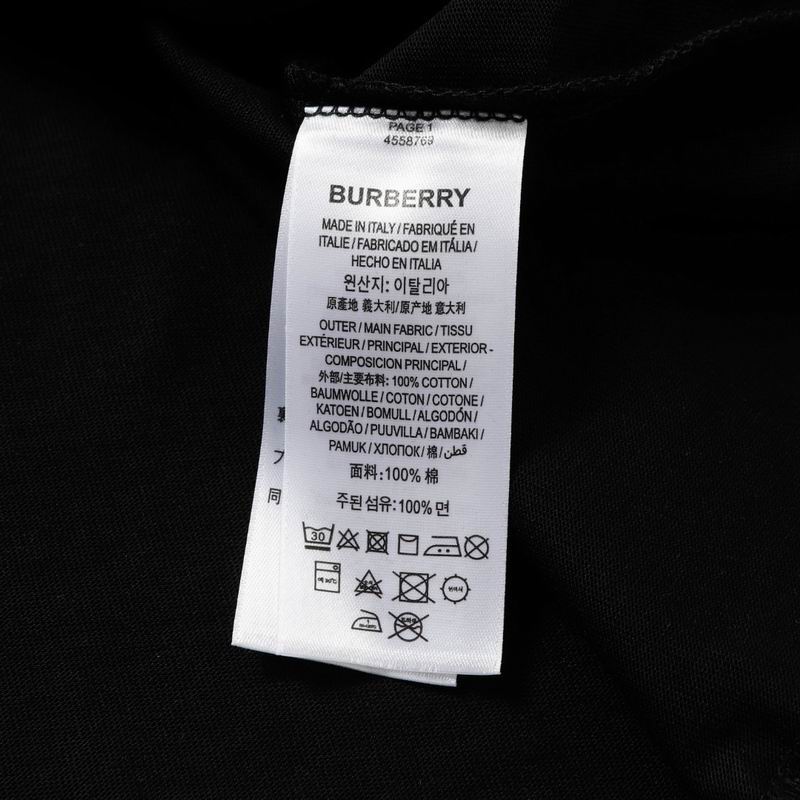 PAGE 1
4558769
BURBERRY
MADE IN ITALY / FABRIQUÉ EN
ITALIE / FABRICADO EM ITÁLIA /
HECHO EN ITALIA
원산지: 이탈리아
原產地 義大利/原产地 意大利
OUTER / MAIN FABRIC / TISSU
EXTÉRIEUR / PRINCIPAL / EXTERIOR -
COMPOSICION PRINCIPAL /
外部/主要布料: 100% COTTON /
BAUMWOLLE / COTON / COTONE /
KATOEN / BOMULL / ALGODÓN /
ALGODÃO / PUUVILLA / BAMBAKI /
PAMUK / ХЛОПОК / 棉 / قطن
面料:100% 棉
주된 섬유:100% 면
30
同